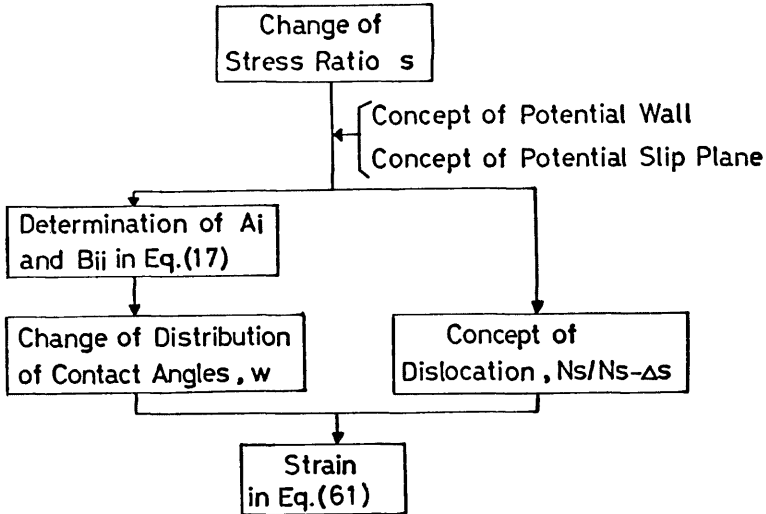 Change of
Stress Ratio s
Concept of Potential Wall
Concept of Potential Slip Plane
Determination of Ai
and Bii in Eq.(17)
Change of Distribution
of Contact Angles, w
Concept of
Dislocation, Ns/Ns-Δs
Strain
in Eq.(61)